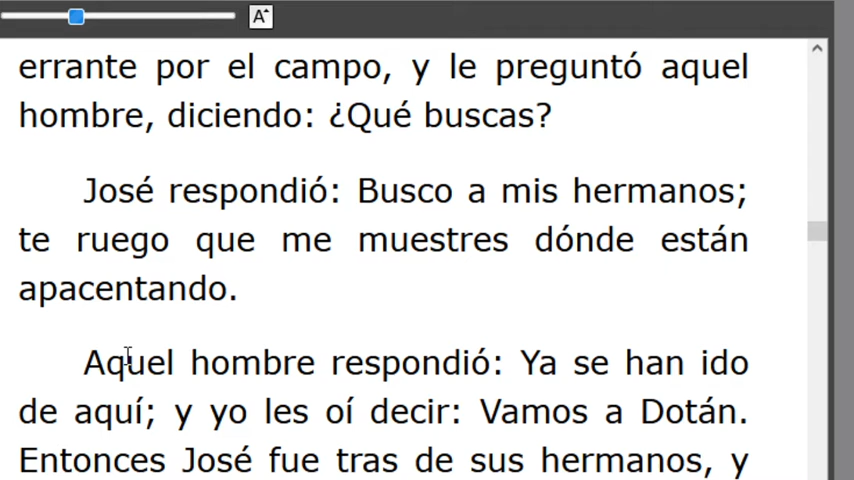 A
errante por el campo, y le preguntó aquel
hombre, diciendo: ¿Qué buscas?
José respondió: Busco a mis hermanos;
te ruego que me muestres dónde están
apacentando.
Aquel hombre respondió: Ya se han ido
de aquí; y yo les oí decir: Vamos a Dotán.
Entonces José fue tras de sus hermanos, y